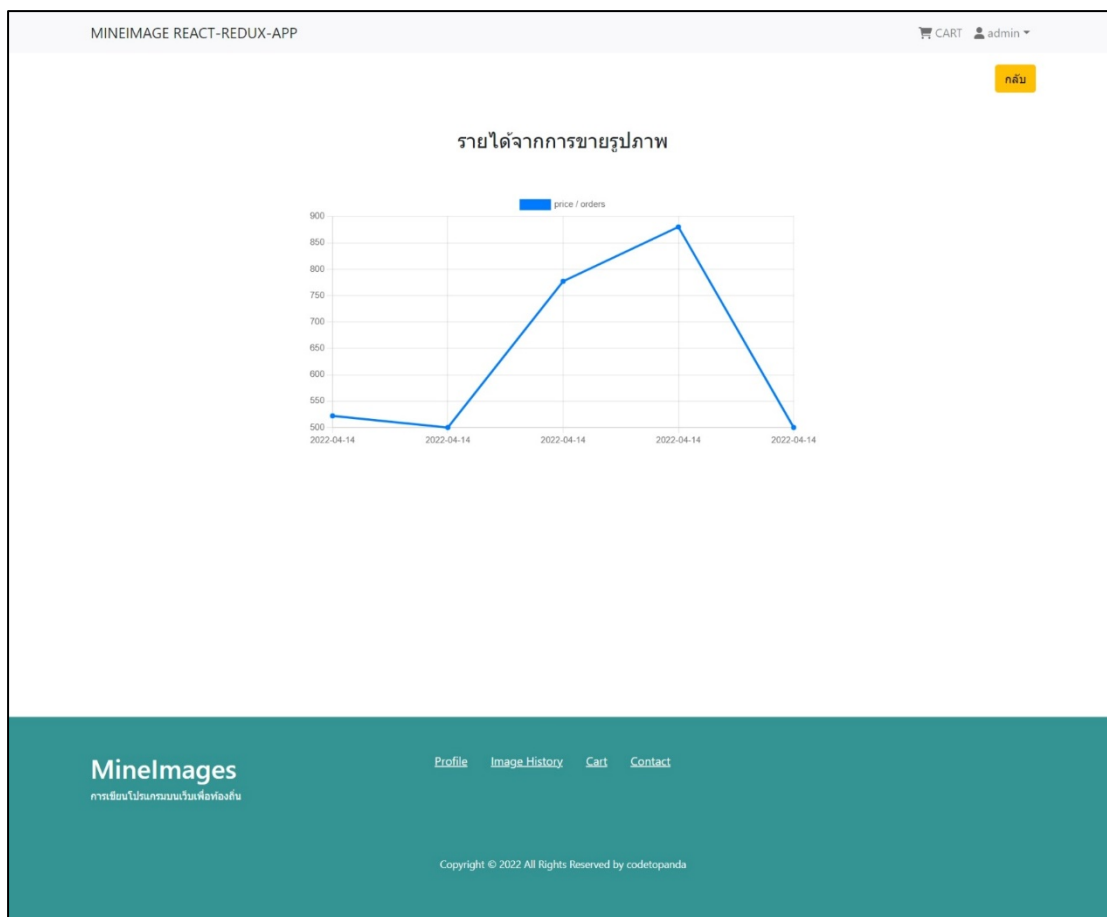 MINEIMAGE REACT-REDUX-APP CART admin
กลับ
รายได้จากการขายรูปภาพ
price / orders
900
850
800
750
700
650
600
550
500
2022-04-14 2022-04-14 2022-04-14 2022-04-14 2022-04-14
MineImages
การเขียนโปรแกรมบนเว็บเพื่อท้องถิ่น
Profile Image History Cart Contact
Copyright © 2022 All Rights Reserved by codetopanda